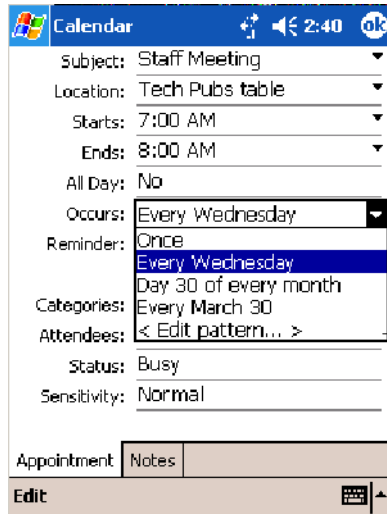 Calendar 2:40 ok
Subject: Staff Meeting
Location: Tech Pubs table
Starts: 7:00 AM
Ends: 8:00 AM
All Day: No
Occurs: Every Wednesday
Reminder: Once
Every Wednesday
Day 30 of every month
Categories: Every March 30
Attendees: < Edit pattern... >
Status: Busy
Sensitivity: Normal
Appointment Notes
Edit